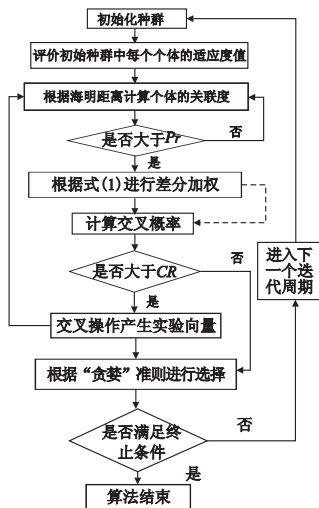 初始化种群
评价初始种群中每个个体的适应度值
根据海明距离计算个体的关联度
是否大于Pr
否
是
根据式(1)进行差分加权
计算交叉概率
是否大于CR
否
是
进入下
一个迭
代周期
交叉操作产生实验向量
根据“贪婪”准则进行选择
是否满足终
止条件
否
是
算法结束